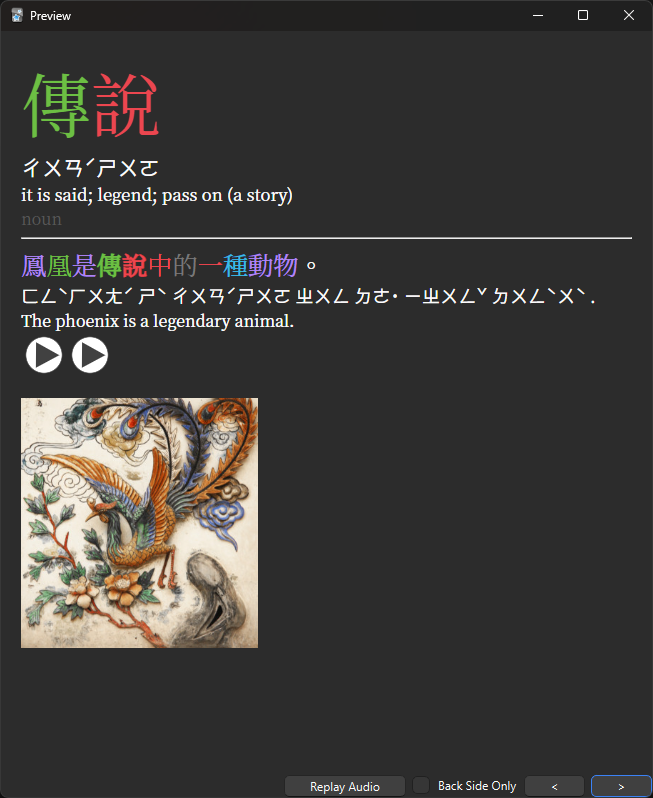 Preview
傳說
ㄔㄨㄢˊㄕㄨㄛ
it is said; legend; pass on (a story)
noun
鳳凰是傳說中的一種動物。
ㄈㄥˋㄏㄨㄤˊ ㄕˋ ㄔㄨㄢˊㄕㄨㄛ ㄓㄨㄥ ㄉㄜ˙ ㄧㄓㄨㄥˇ ㄉㄨㄥˋㄨˋ.
The phoenix is a legendary animal.
Replay Audio Back Side Only < >